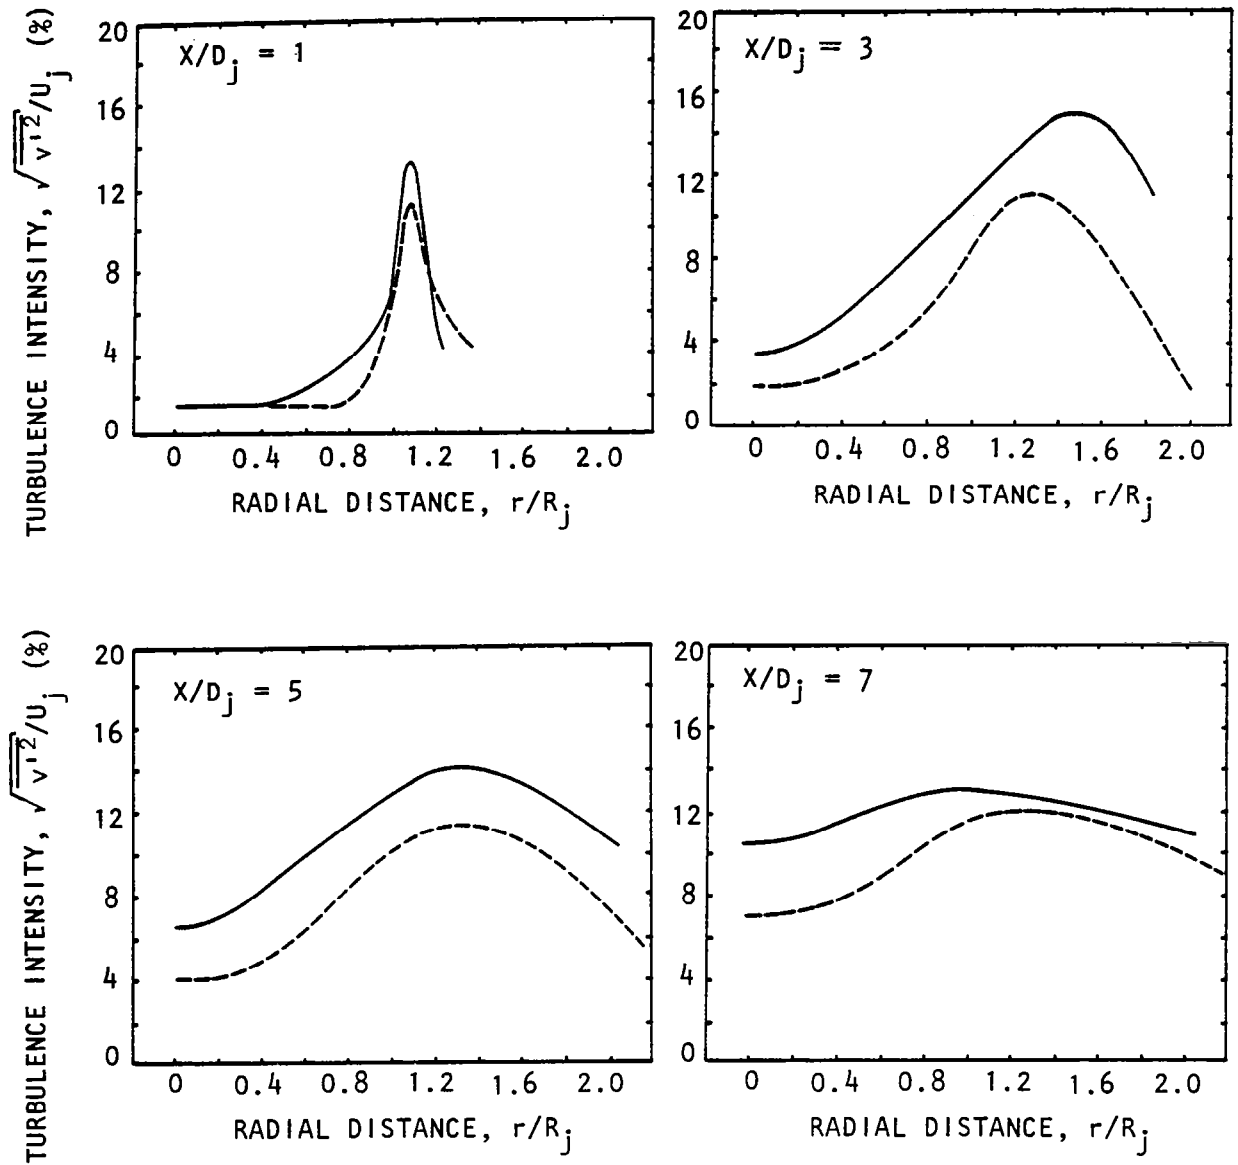 TURBULENCE INTENSITY, √v'²/Uj (%)
X/Dj = 1
20
16
12
8
4
0
0 0.4 0.8 1.2 1.6 2.0
RADIAL DISTANCE, r/Rj
X/Dj = 3
20
16
12
8
4
0
0 0.4 0.8 1.2 1.6 2.0
RADIAL DISTANCE, r/Rj
TURBULENCE INTENSITY, √v'²/Uj (%)
X/Dj = 5
20
16
12
8
4
0
0 0.4 0.8 1.2 1.6 2.0
RADIAL DISTANCE, r/Rj
X/Dj = 7
20
16
12
8
4
0
0 0.4 0.8 1.2 1.6 2.0
RADIAL DISTANCE, r/Rj